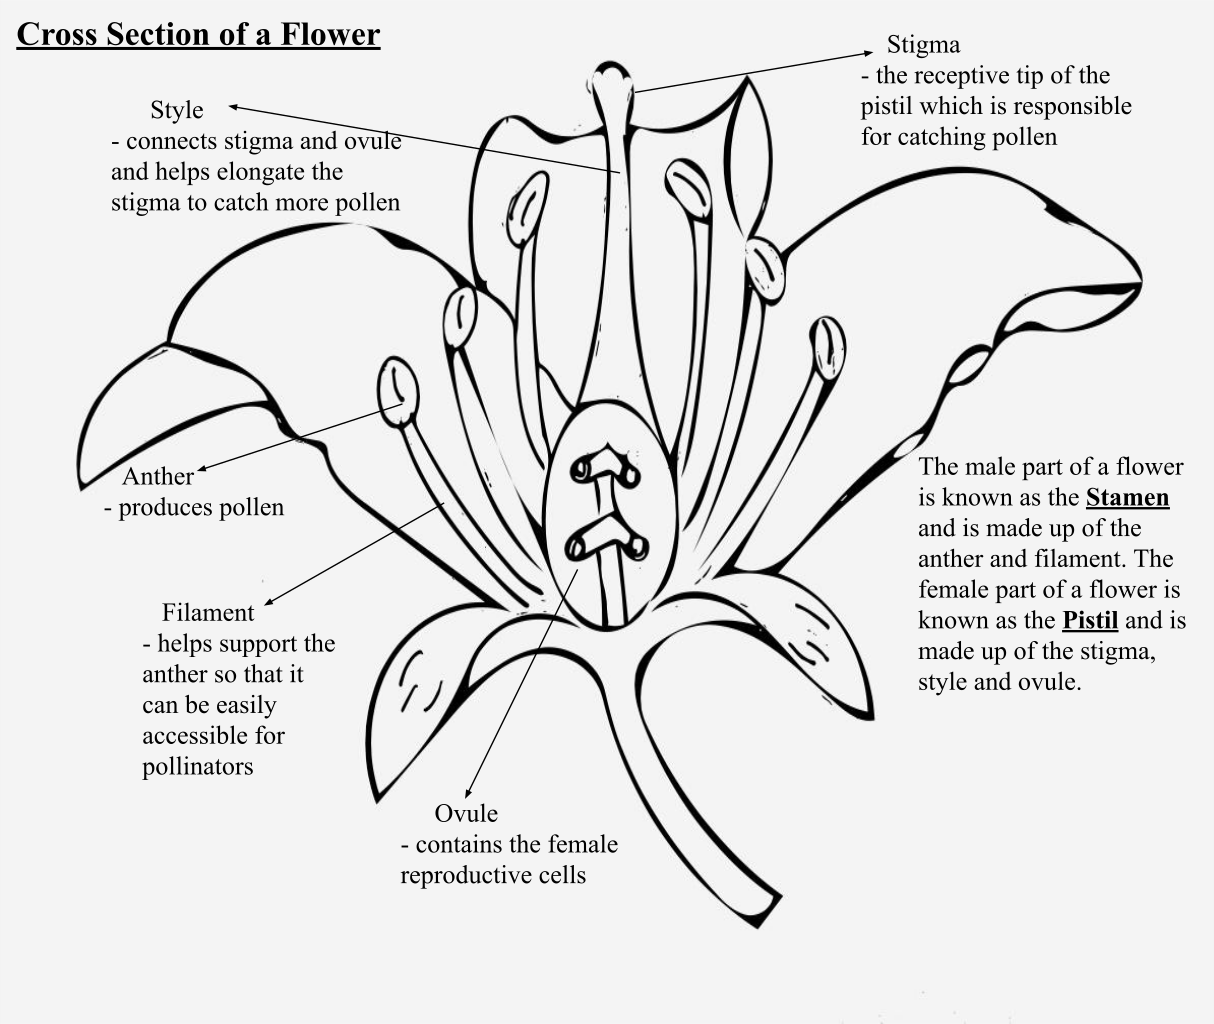 Cross Section of a Flower
Stigma
- the receptive tip of the
pistil which is responsible
for catching pollen
Style
- connects stigma and ovule
and helps elongate the
stigma to catch more pollen
Anther
- produces pollen
The male part of a flower
is known as the Stamen
and is made up of the
anther and filament. The
female part of a flower is
known as the Pistil and is
made up of the stigma,
style and ovule.
Filament
- helps support the
anther so that it
can be easily
accessible for
pollinators
Ovule
- contains the female
reproductive cells